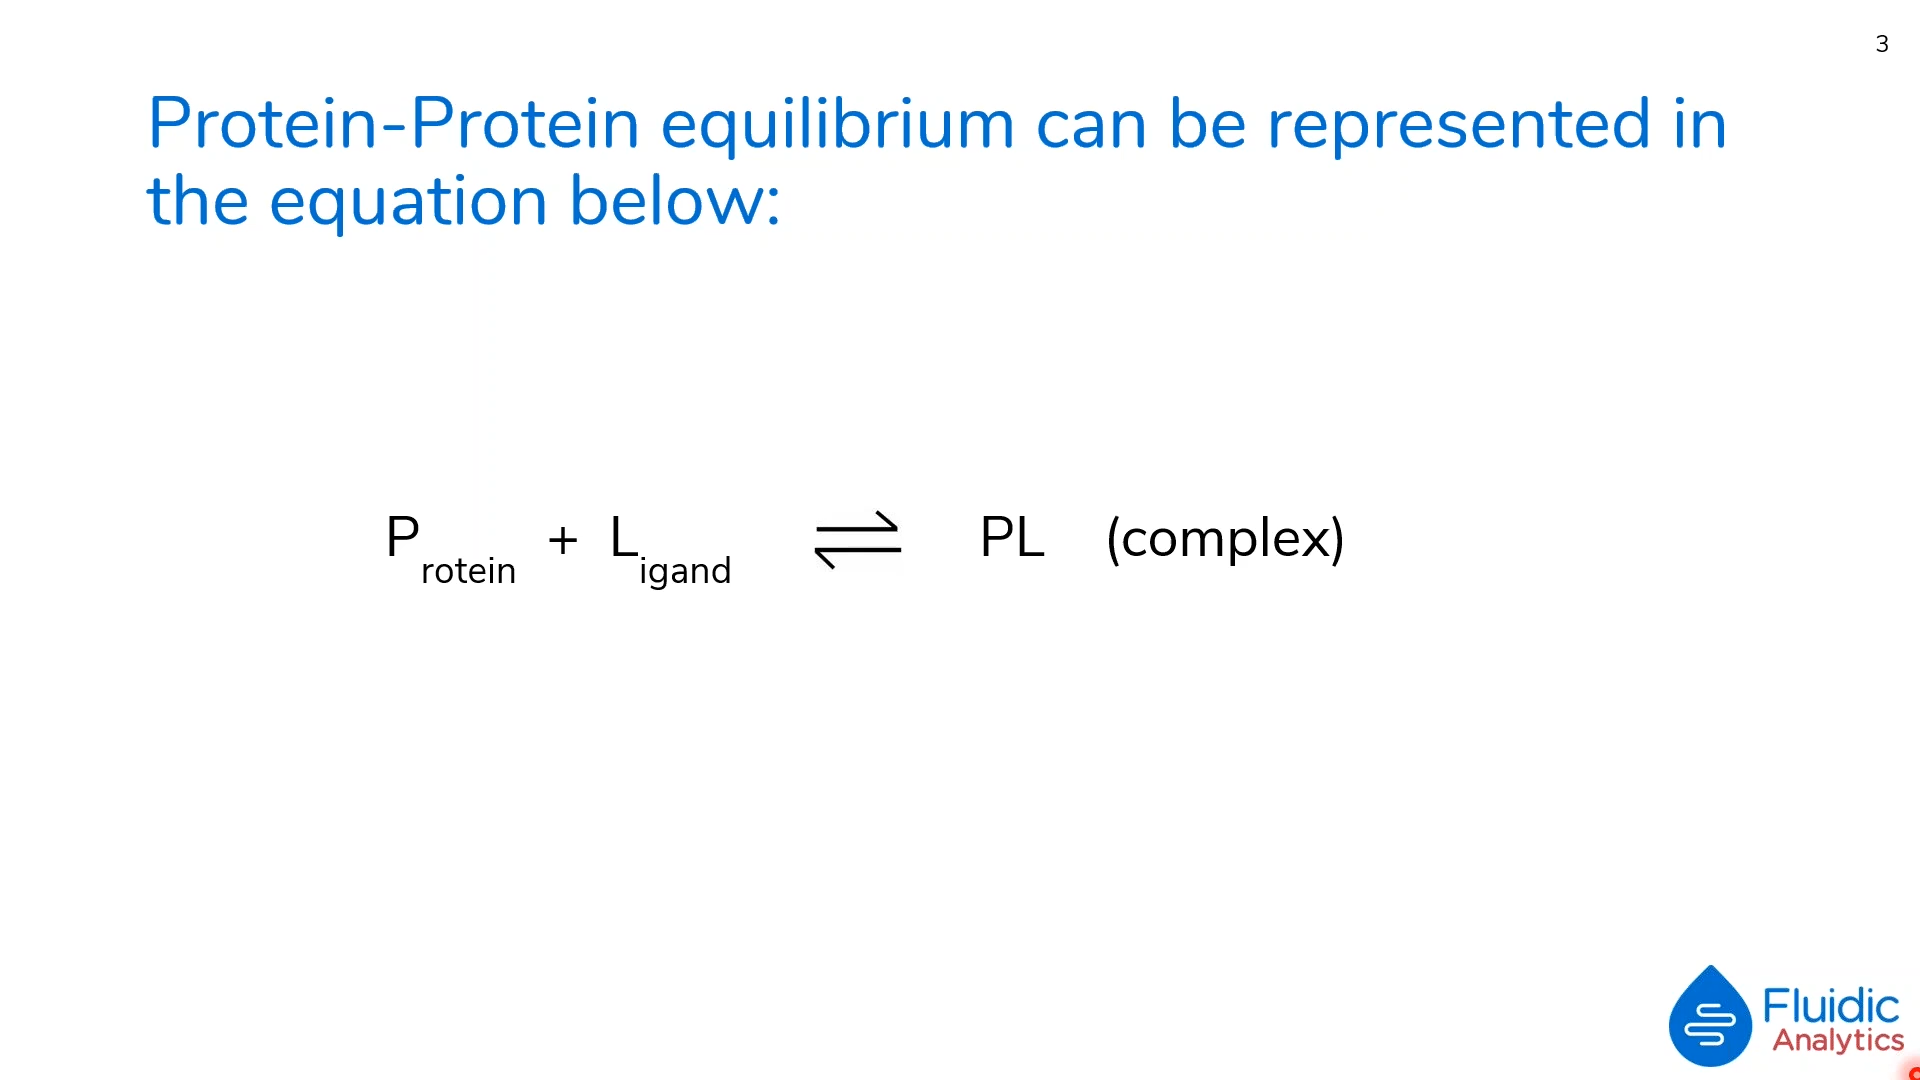 3
Protein-Protein equilibrium can be represented in
the equation below:
Protein + Ligand ⇌ PL (complex)
Fluidic
Analytics